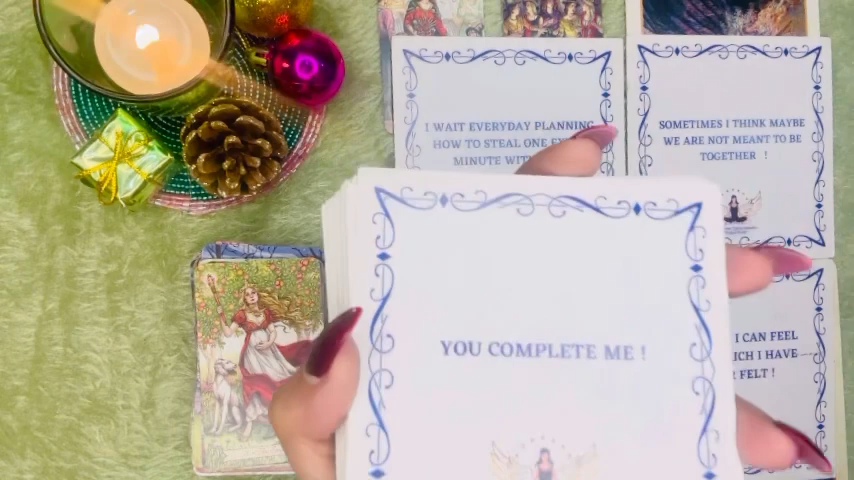 I WAIT EVERYDAY PLANNING
HOW TO STEAL ONE
MINUTE
SOMETIMES I THINK MAYBE
WE ARE NOT MEANT TO BE
TOGETHER !
YOU COMPLETE ME !
I CAN FEEL
I HAVE
FELT !